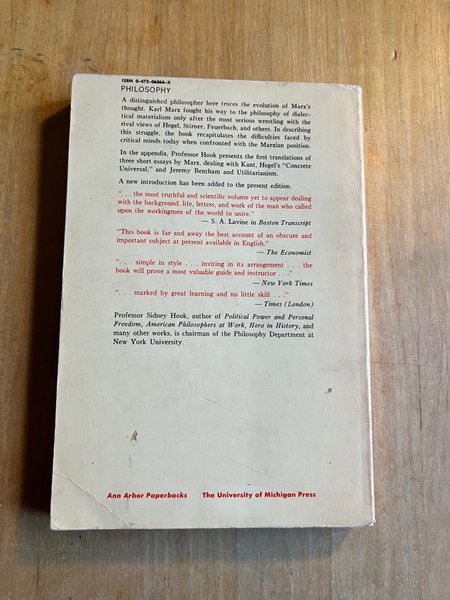 ISBN 0-472-06066-X
PHILOSOPHY
A distinguished philosopher here traces the evolution of Marx's
thought. Karl Marx fought his way to the philosophy of dialec-
tical materialism only after the most serious wrestling with the
rival views of Hegel, Stirner, Feuerbach, and others. In describing
this struggle, the book recapitulates the difficulties faced by
critical minds today when confronted with the Marxian position.
In the appendix, Professor Hook presents the first translations of
three short essays by Marx, dealing with Kant, Hegel's "Concrete
Universal," and Jeremy Bentham and Utilitarianism.
A new introduction has been added to the present edition.
". . . the most truthful and scientific volume yet to appear dealing
with the background, life, letters, and work of the man who called
upon the workingmen of the world to unite."
— S. A. Lavine in Boston Transcript
"This book is far and away the best account of an obscure and
important subject at present available in English."
— The Economist
". . . simple in style . . . inviting in its arrangement . . . the
book will prove a most valuable guide and instructor . . ."
— New York Times
". . . marked by great learning and no little skill . . ."
— Times (London)
Professor Sidney Hook, author of Political Power and Personal
Freedom, American Philosophers at Work, Hero in History, and
many other works, is chairman of the Philosophy Department at
New York University.
Ann Arbor Paperbacks The University of Michigan Press